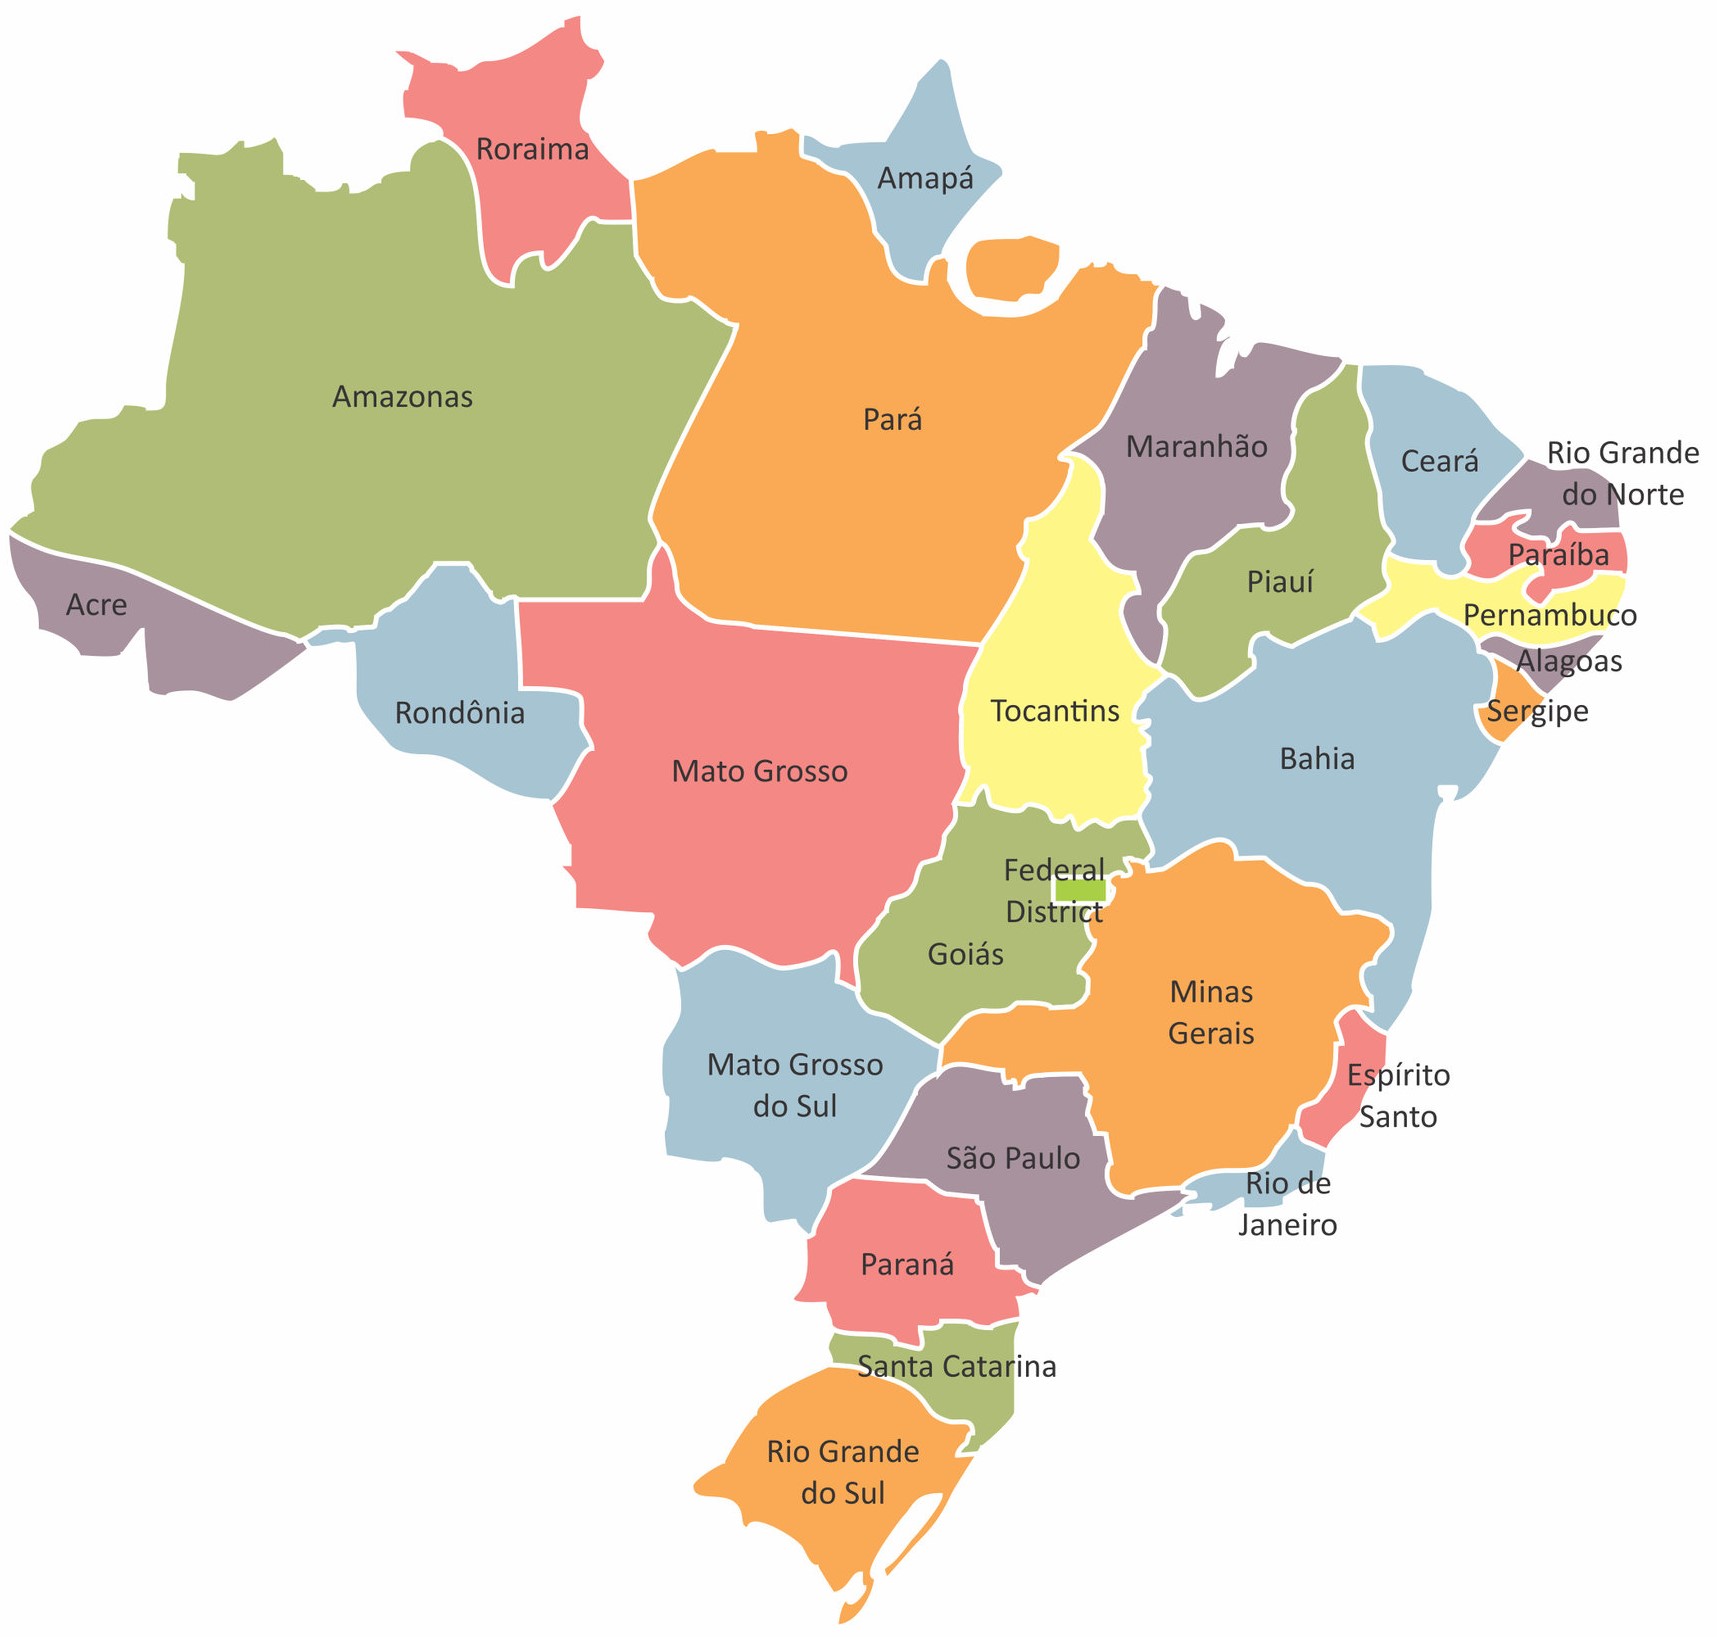 Roraima
Amapá
Amazonas
Pará
Maranhão
Ceará
Rio Grande
do Norte
Paraíba
Piauí
Acre
Pernambuco
Alagoas
Rondônia
Tocantins
Sergipe
Mato Grosso
Bahia
Federal
District
Goiás
Minas
Gerais
Mato Grosso
do Sul
Espírito
Santo
São Paulo
Rio de
Janeiro
Paraná
Santa Catarina
Rio Grande
do Sul